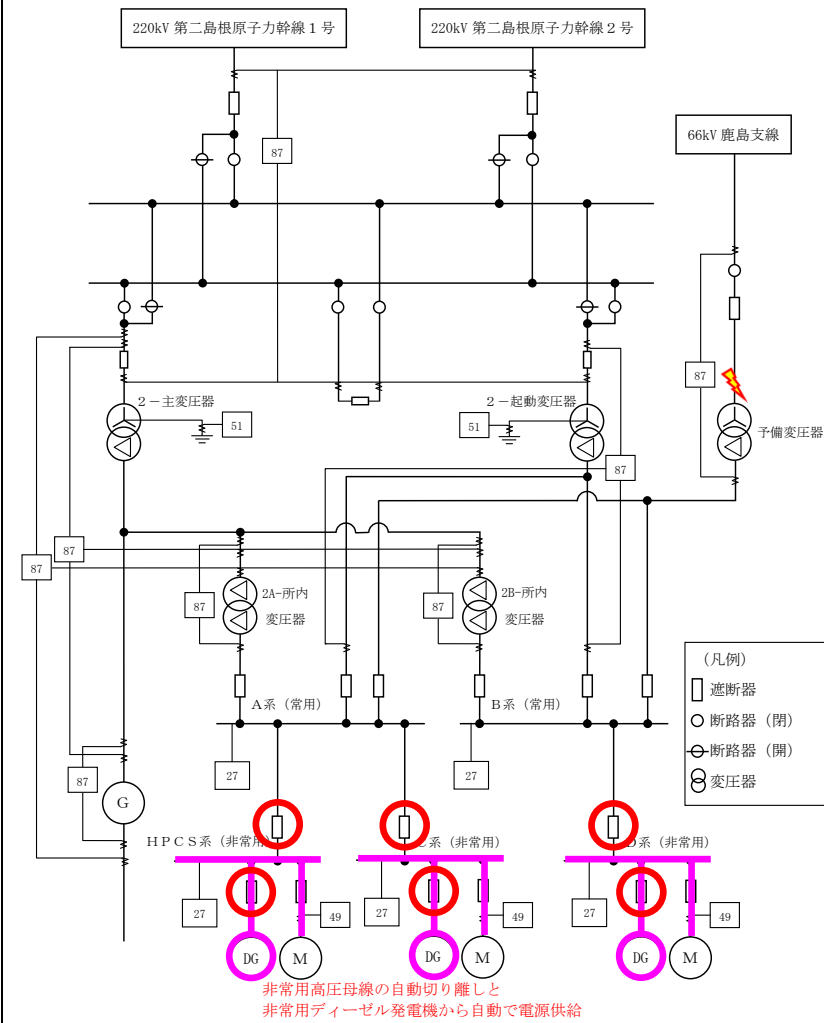 220kV 第二島根原子力幹線1号
220kV 第二島根原子力幹線2号
66kV 鹿島支線
87
87
2-主変圧器
51
2-起動変圧器
51
予備変圧器
87
87
87
87
2A-所内
変圧器
87
2B-所内
変圧器
(凡例)
遮断器
断路器(閉)
断路器(開)
変圧器
A系(常用)
B系(常用)
27
27
87
G
HPCS系(非常用)
C系(非常用)
D系(非常用)
27
49
27
49
27
49
DG
M
DG
M
DG
M
非常用高圧母線の自動切り離しと
非常用ディーゼル発電機から自動で電源供給